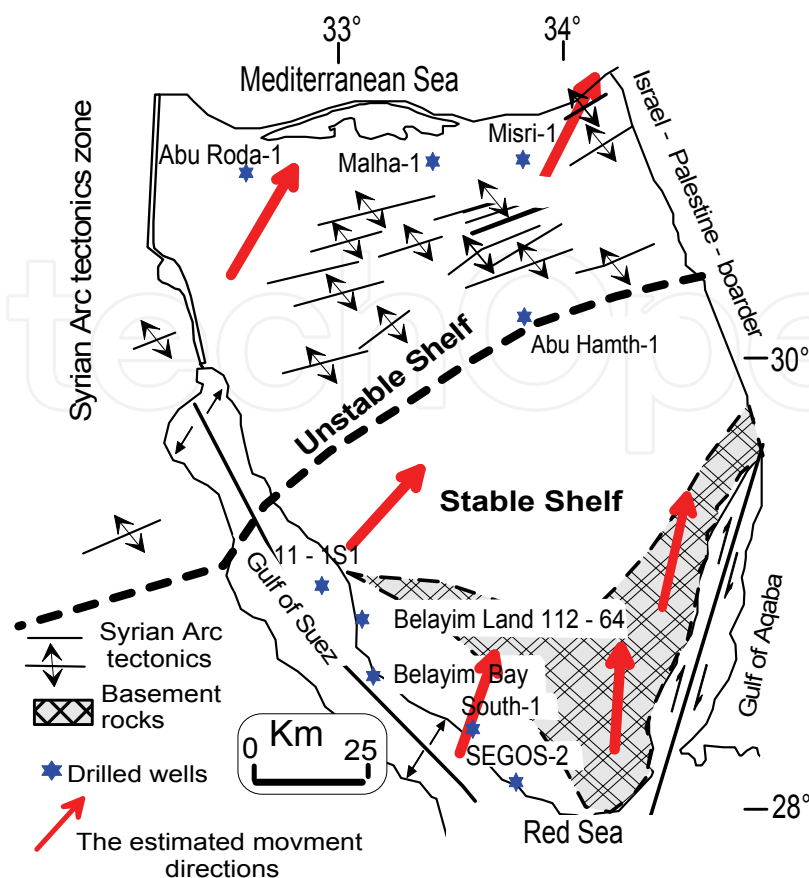 33°
34°
Mediterranean Sea
Syrian Arc tectonics zone
Israel - Palestine - boarder
Abu Roda-1
Malha-1
Misri-1
techOpe
Abu Hamth-1
30°
Unstable Shelf
Stable Shelf
11 - 1S1
Gulf of Suez
Belayim Land 112 - 64
Belayim Bay
South-1
SEGOS-2
Gulf of Aqaba
28°
Red Sea
Syrian Arc
tectonics
Basement
rocks
Km
0 25
Drilled wells
The estimated movment
directions